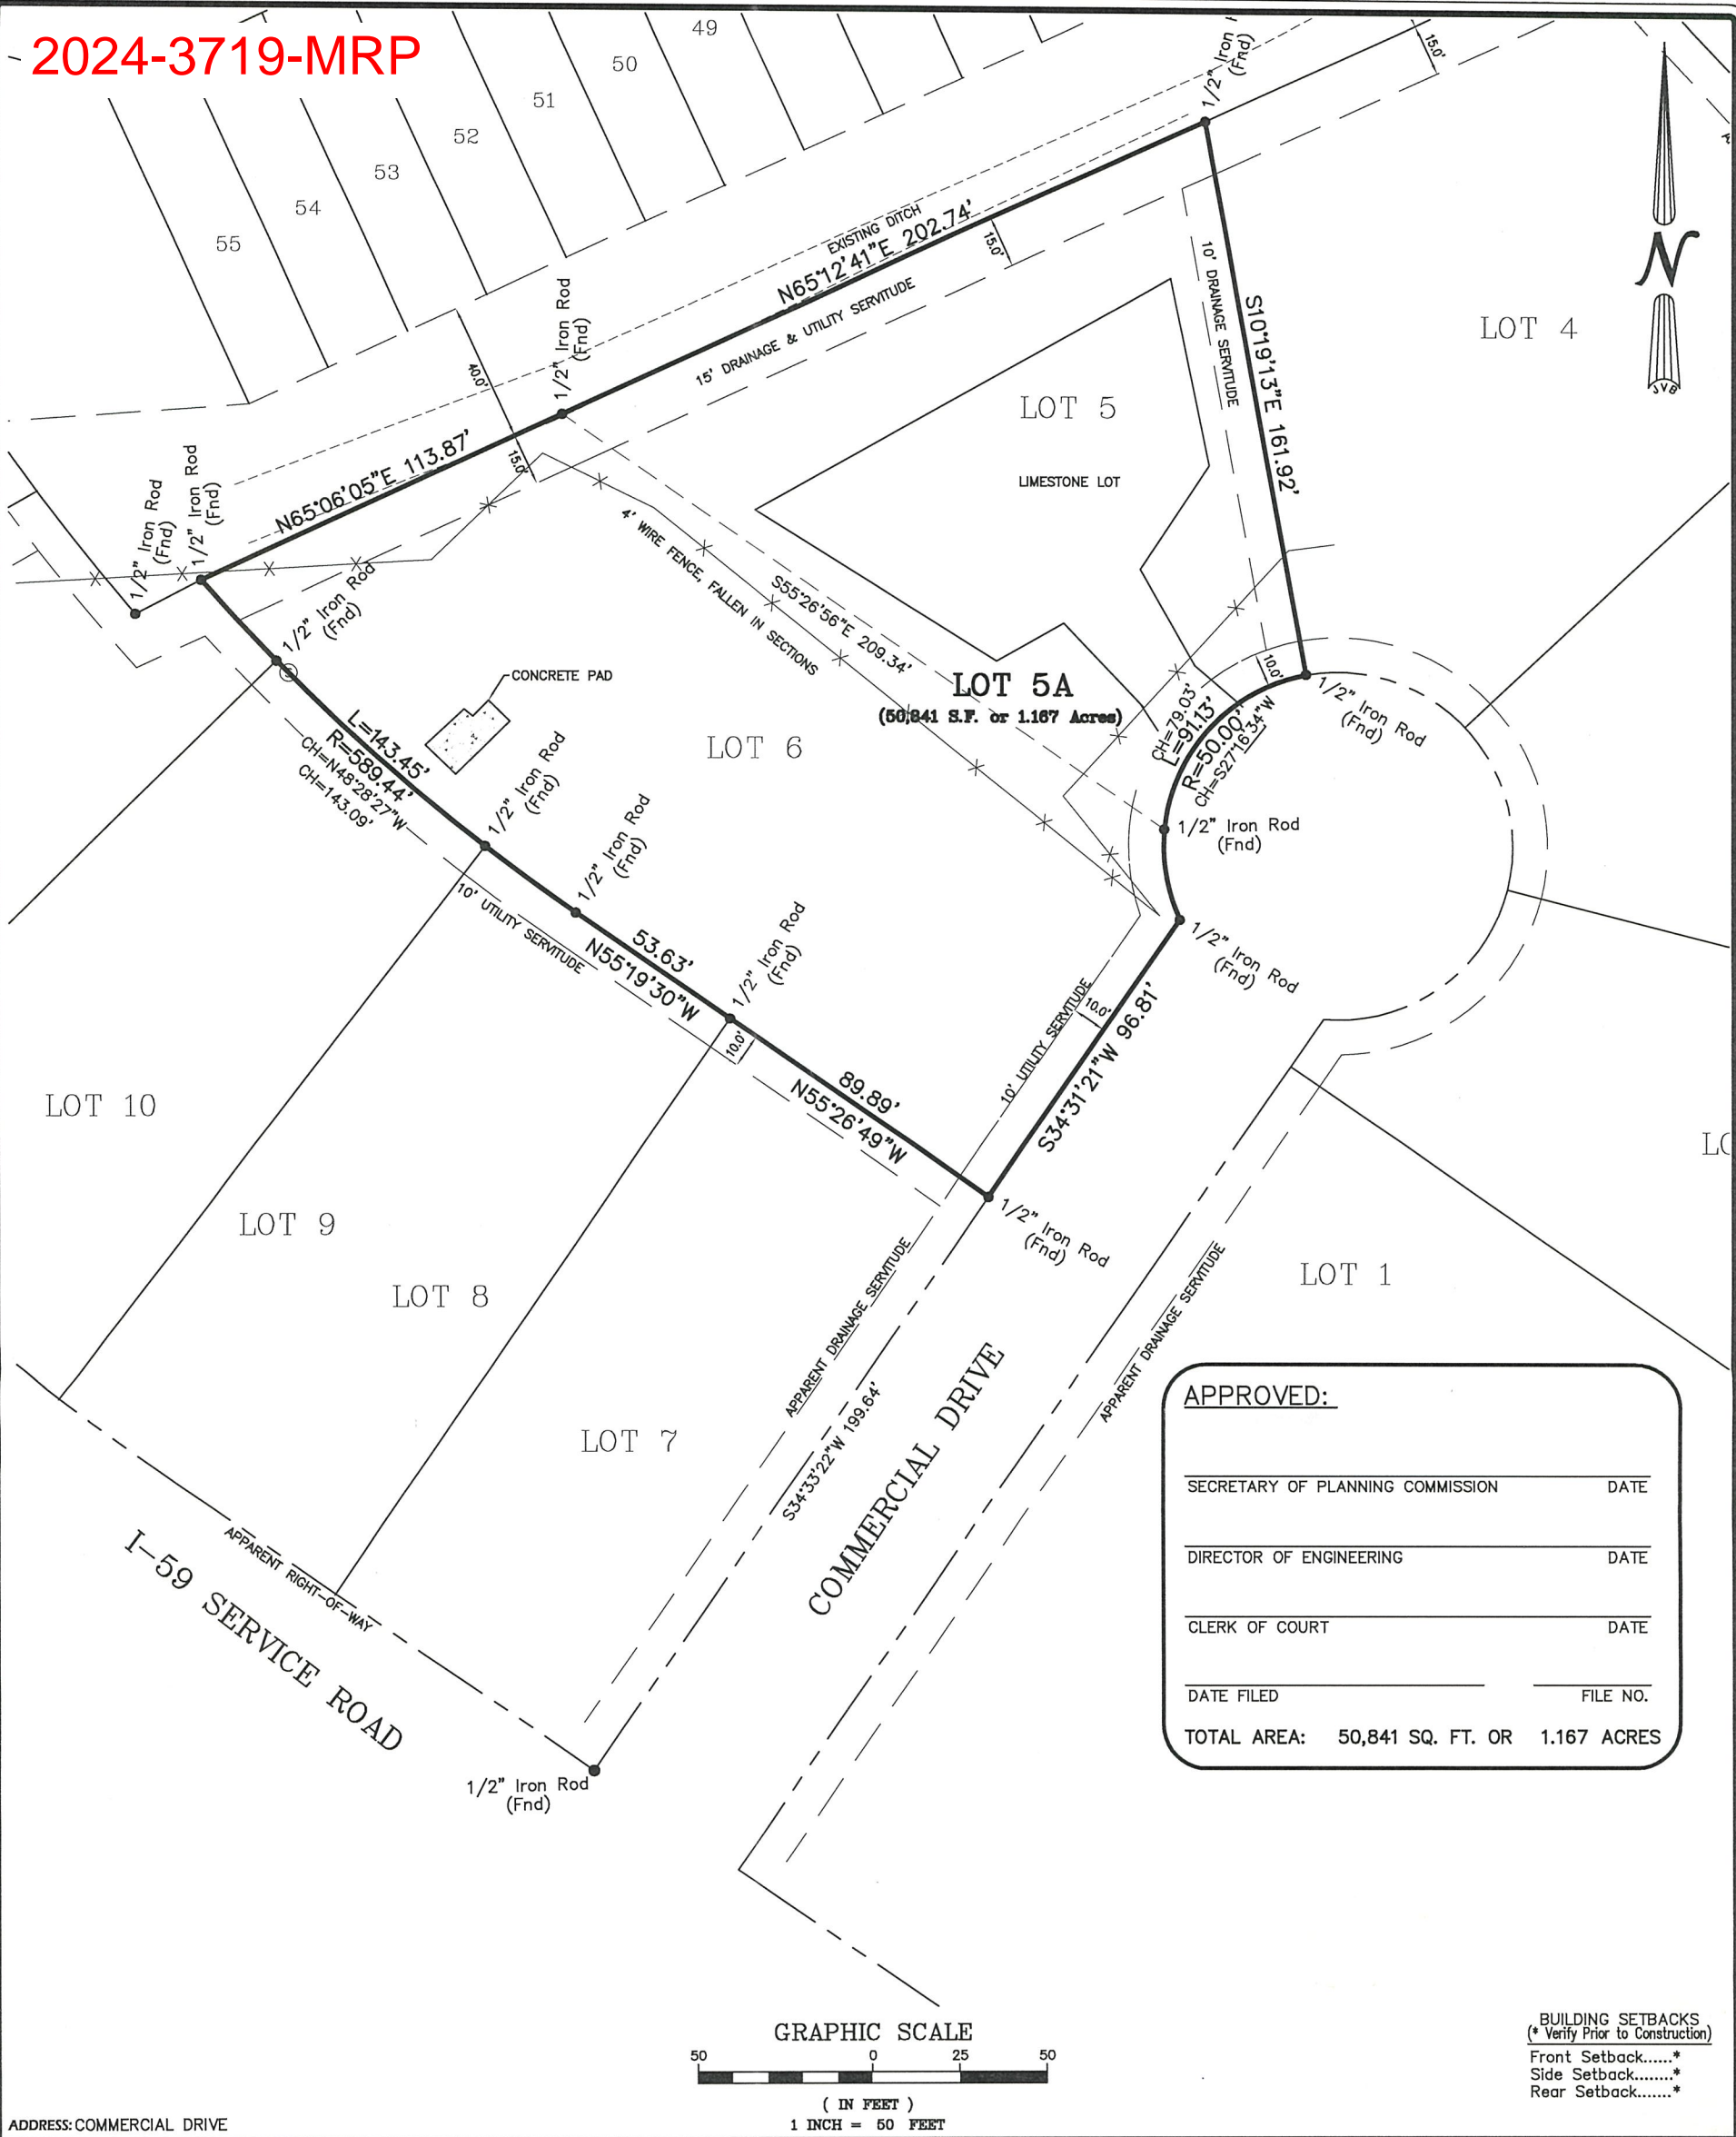 2024-3719-MRP
49
50
51
52
53
54
55
1/2" Iron
(Fnd)
15.0'
N
JVB
EXISTING DITCH
N65°12'41"E 202.74'
15.0'
15' DRAINAGE & UTILITY SERVITUDE
10' DRAINAGE SERVITUDE
S10°19'13"E 161.92'
LOT 4
1/2" Iron Rod
(Fnd)
40.0'
15.0'
LOT 5
LIMESTONE LOT
N65°06'05"E 113.87'
1/2" Iron Rod
(Fnd)
1/2" Iron Rod
(Fnd)
1/2" Iron Rod
(Fnd)
4' WIRE FENCE, FALLEN IN SECTIONS
S55°26'56"E 209.34'
CONCRETE PAD
LOT 5A
(50,841 S.F. or 1.167 Acres)
10.0'
1/2" Iron Rod
(Fnd)
CH=79.03'
L=91.13'
R=50.00'
CH=S27°16'34"W
LOT 6
L=143.45'
R=589.44'
CH=N48°28'27"W
CH=143.09'
1/2" Iron Rod
(Fnd)
1/2" Iron Rod
(Fnd)
1/2" Iron Rod
(Fnd)
10' UTILITY SERVITUDE
53.63'
N55°19'30"W
1/2" Iron Rod
(Fnd)
1/2" Iron Rod
(Fnd)
10.0'
10' UTILITY SERVITUDE
10.0'
S34°31'21"W 96.81'
89.89'
N55°26'49"W
LOT 10
1/2" Iron Rod
(Fnd)
LOT 9
LOT 8
LOT 7
LOT 1
APPARENT DRAINAGE SERVITUDE
APPARENT DRAINAGE SERVITUDE
S34°33'22"W 199.64'
COMMERCIAL DRIVE
APPARENT RIGHT-OF-WAY
I-59 SERVICE ROAD
1/2" Iron Rod
(Fnd)
APPROVED:
SECRETARY OF PLANNING COMMISSION DATE
DIRECTOR OF ENGINEERING DATE
CLERK OF COURT DATE
DATE FILED FILE NO.
TOTAL AREA: 50,841 SQ. FT. OR 1.167 ACRES
GRAPHIC SCALE
50 0 25 50
( IN FEET )
1 INCH = 50 FEET
BUILDING SETBACKS
(* Verify Prior to Construction)
Front Setback......*
Side Setback........*
Rear Setback.......*
ADDRESS: COMMERCIAL DRIVE